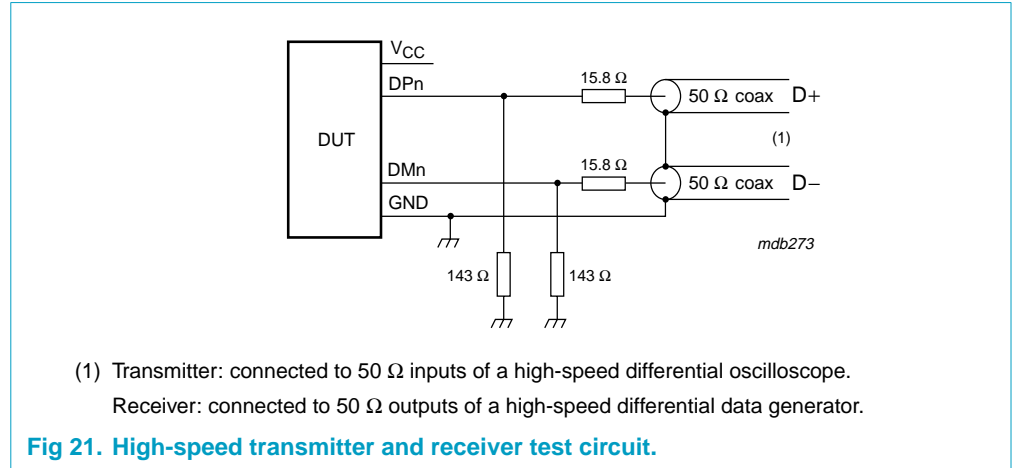 VCC
DPn
15.8 Ω
50 Ω coax D+
DUT
(1)
15.8 Ω
DMn
50 Ω coax D−
GND
mdb273
143 Ω
143 Ω
(1) Transmitter: connected to 50 Ω inputs of a high-speed differential oscilloscope.
Receiver: connected to 50 Ω outputs of a high-speed differential data generator.
Fig 21. High-speed transmitter and receiver test circuit.